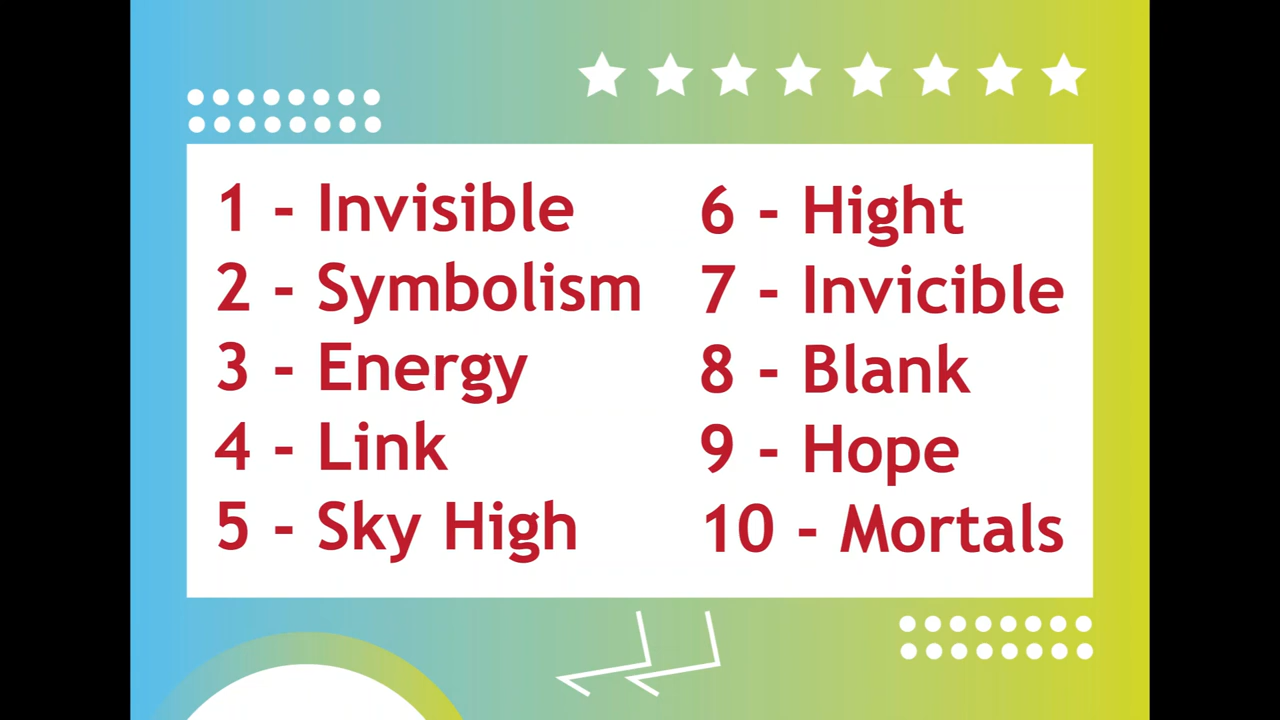 1 - Invisible
2 - Symbolism
3 - Energy
4 - Link
5 - Sky High
6 - Hight
7 - Invicible
8 - Blank
9 - Hope
10 - Mortals